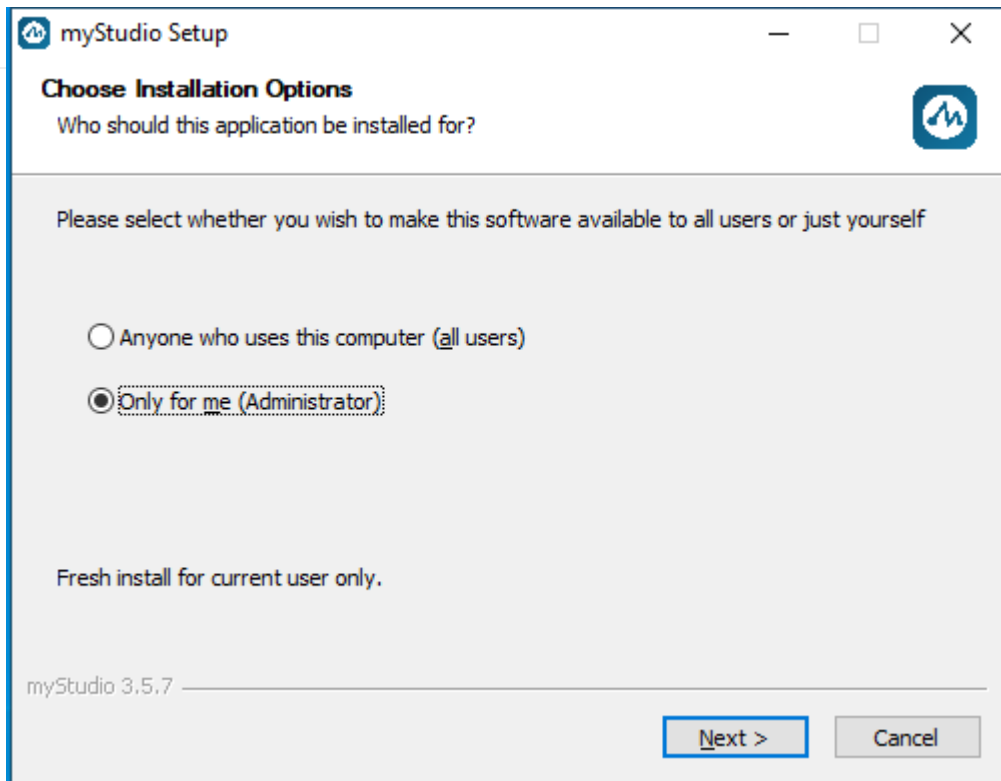 myStudio Setup
Choose Installation Options
Who should this application be installed for?
Please select whether you wish to make this software available to all users or just yourself
Anyone who uses this computer (all users)
Only for me (Administrator)
Fresh install for current user only.
myStudio 3.5.7
Next >
Cancel